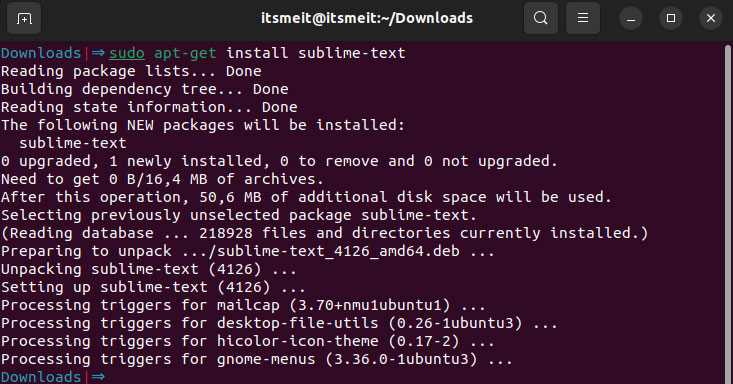 itsmeit@itsmeit:~/Downloads
Downloads|⇒ sudo apt-get install sublime-text
Reading package lists... Done
Building dependency tree... Done
Reading state information... Done
The following NEW packages will be installed:
  sublime-text
0 upgraded, 1 newly installed, 0 to remove and 0 not upgraded.
Need to get 0 B/16,4 MB of archives.
After this operation, 50,6 MB of additional disk space will be used.
Selecting previously unselected package sublime-text.
(Reading database ... 218928 files and directories currently installed.)
Preparing to unpack .../sublime-text_4126_amd64.deb ...
Unpacking sublime-text (4126) ...
Setting up sublime-text (4126) ...
Processing triggers for mailcap (3.70+nmu1ubuntu1) ...
Processing triggers for desktop-file-utils (0.26-1ubuntu3) ...
Processing triggers for hicolor-icon-theme (0.17-2) ...
Processing triggers for gnome-menus (3.36.0-1ubuntu3) ...
Downloads|⇒